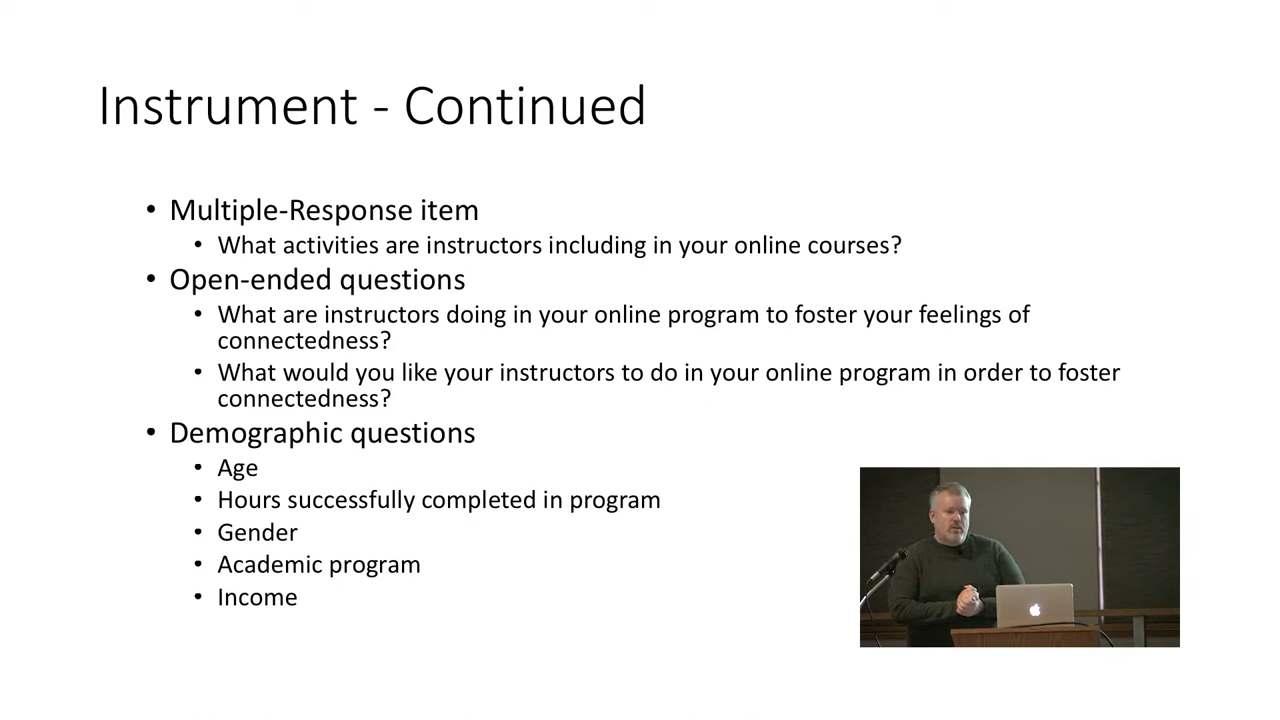 Instrument - Continued
• Multiple-Response item
• What activities are instructors including in your online courses?
• Open-ended questions
• What are instructors doing in your online program to foster your feelings of
connectedness?
• What would you like your instructors to do in your online program in order to foster
connectedness?
• Demographic questions
• Age
• Hours successfully completed in program
• Gender
• Academic program
• Income